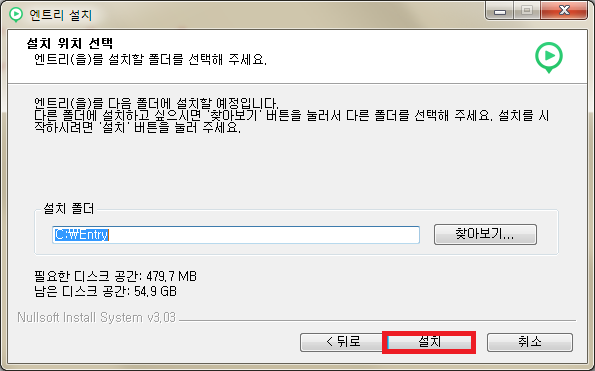 엔트리 설치
설치 위치 선택
엔트리(을)를 설치할 폴더를 선택해 주세요.
엔트리(을)를 다음 폴더에 설치할 예정입니다.
다른 폴더에 설치하고 싶으시면 '찾아보기' 버튼을 눌러서 다른 폴더를 선택해 주세요. 설치를 시
작하시려면 '설치' 버튼을 눌러 주세요.
설치 폴더
C:₩Entry
찾아보기...
필요한 디스크 공간: 479.7 MB
남은 디스크 공간: 54.9 GB
Nullsoft Install System v3.03
< 뒤로
설치
취소